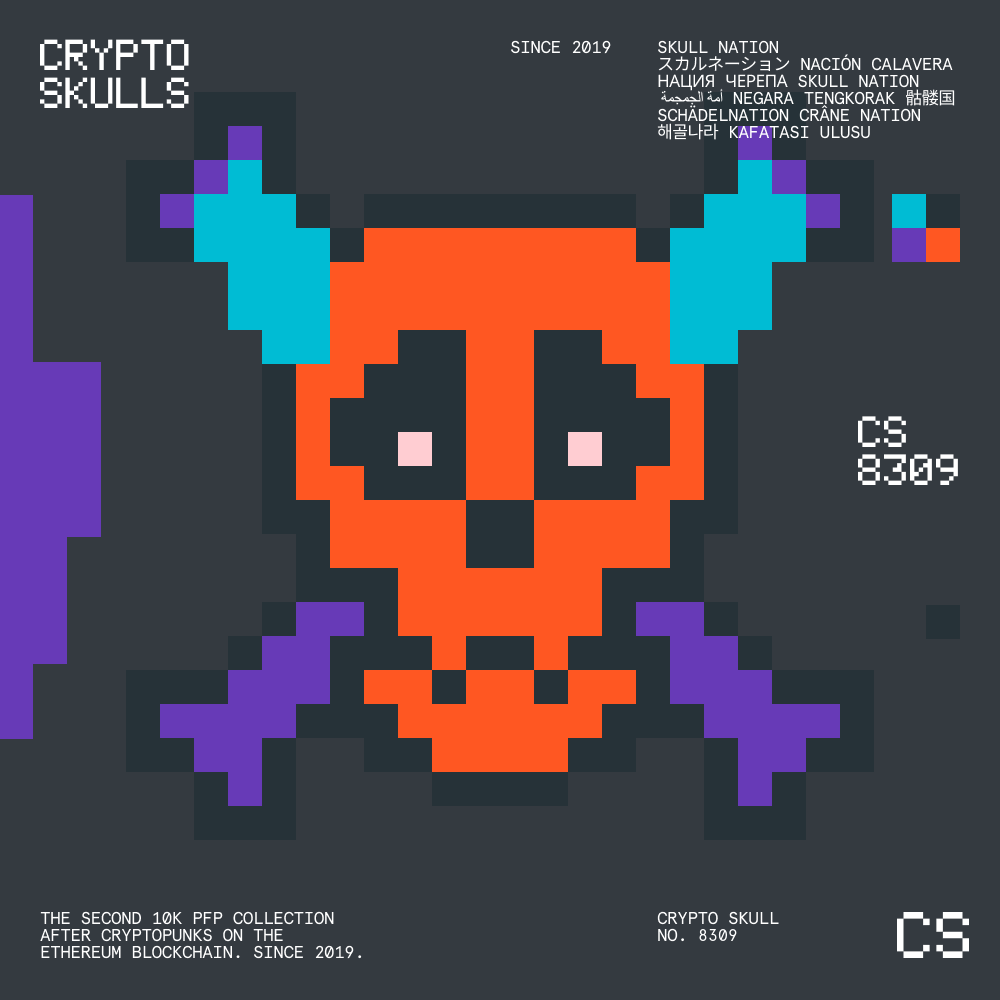 CRYPTO
SKULLS
SINCE 2019
SKULL NATION
スカルネーション NACIÓN CALAVERA
НАЦИЯ ЧЕРЕПА SKULL NATION
أمة الجمجمة NEGARA TENGKORAK 骷髅国
SCHÄDELNATION CRÂNE NATION
해골나라 KAFATASI ULUSU
CS
8309
THE SECOND 10K PFP COLLECTION
AFTER CRYPTOPUNKS ON THE
ETHEREUM BLOCKCHAIN. SINCE 2019.
CRYPTO SKULL
NO. 8309
CS